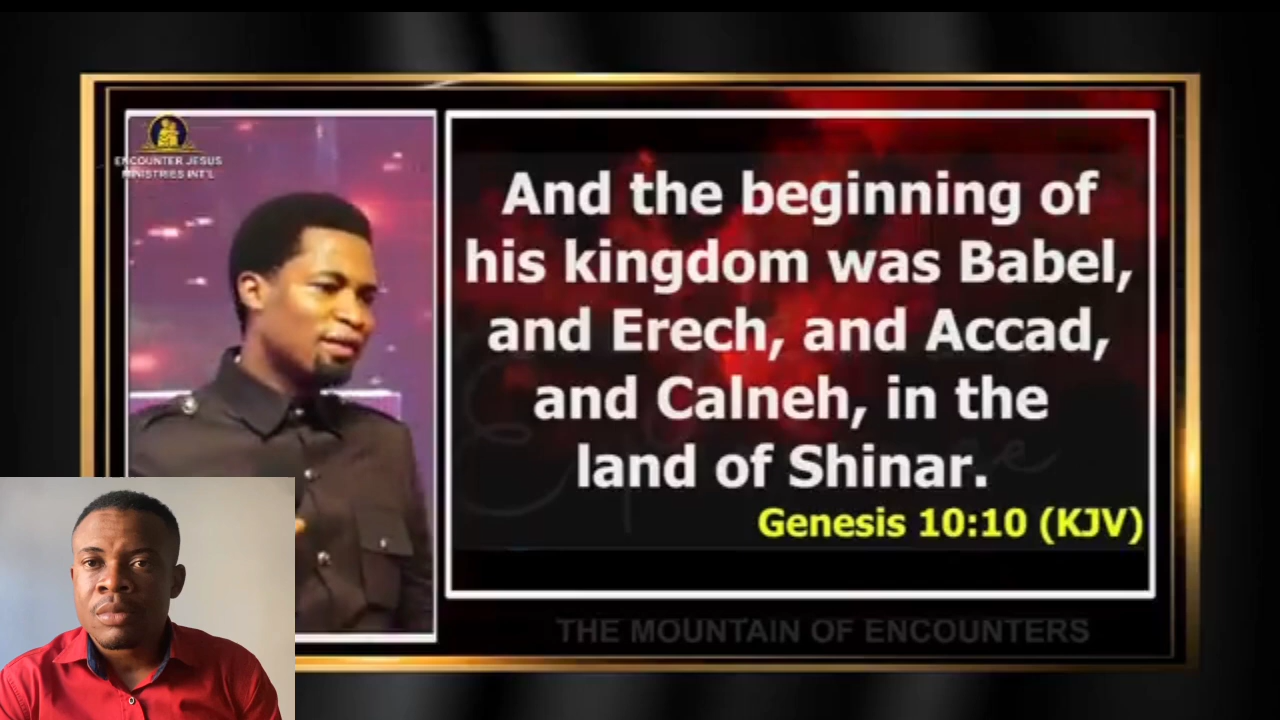 ENCOUNTER JESUS
MINISTRIES INT'L
And the beginning of
his kingdom was Babel,
and Erech, and Accad,
and Calneh, in the
land of Shinar.
Genesis 10:10 (KJV)
THE MOUNTAIN OF ENCOUNTERS